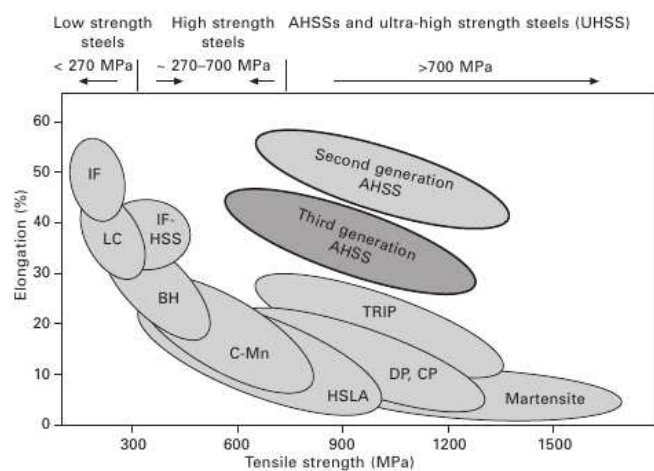 Low strength steels
< 270 MPa
High strength steels
~ 270–700 MPa
AHSSs and ultra-high strength steels (UHSS)
>700 MPa
Elongation (%)
60
50
40
30
20
10
0
IF
LC
IF-
HSS
BH
C-Mn
HSLA
Second generation
AHSS
Third generation
AHSS
TRIP
DP, CP
Martensite
300
600
900
1200
1500
Tensile strength (MPa)